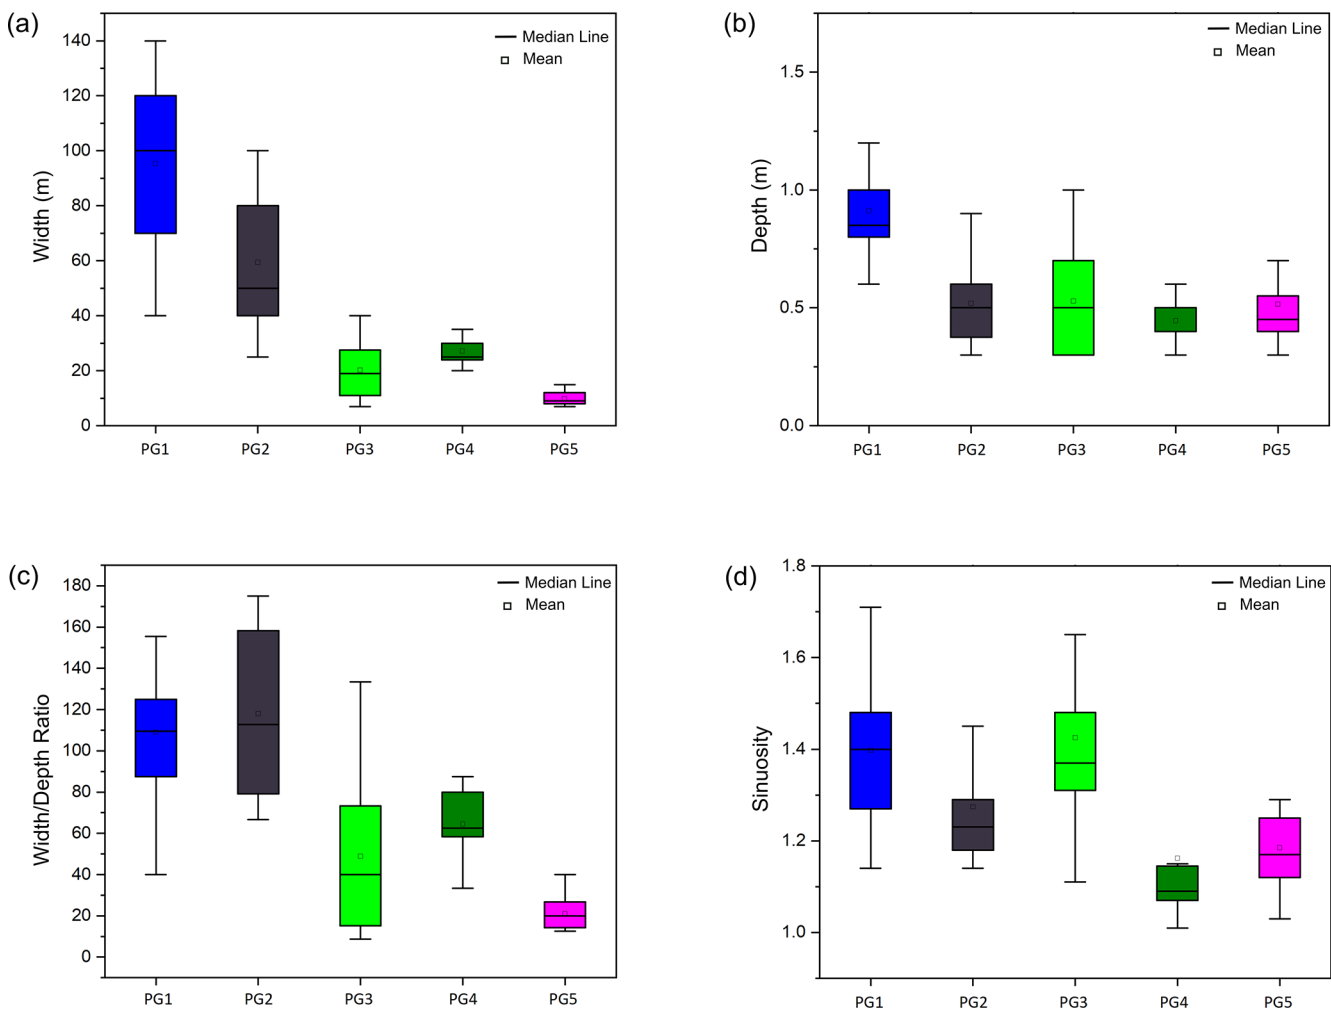 (a)
Median Line
Mean
Width (m)
140
120
100
80
60
40
20
0
PG1 PG2 PG3 PG4 PG5
(b)
Median Line
Mean
Depth (m)
1.5
1.0
0.5
0.0
PG1 PG2 PG3 PG4 PG5
(c)
Median Line
Mean
Width/Depth Ratio
180
160
140
120
100
80
60
40
20
0
PG1 PG2 PG3 PG4 PG5
(d)
Median Line
Mean
Sinuosity
1.8
1.6
1.4
1.2
1.0
PG1 PG2 PG3 PG4 PG5